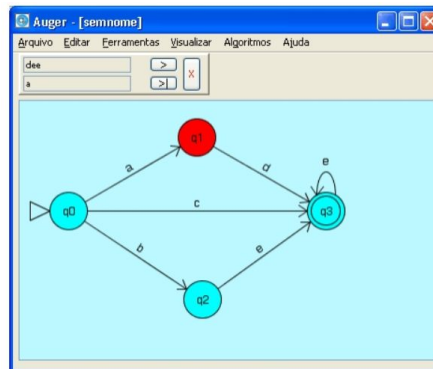 Auger - [semnome]
Arquivo Editar Ferramentas Visualizar Algoritmos Ajuda
dee
>
X
a
>|
q1
a
d
e
q0
c
q3
b
e
q2